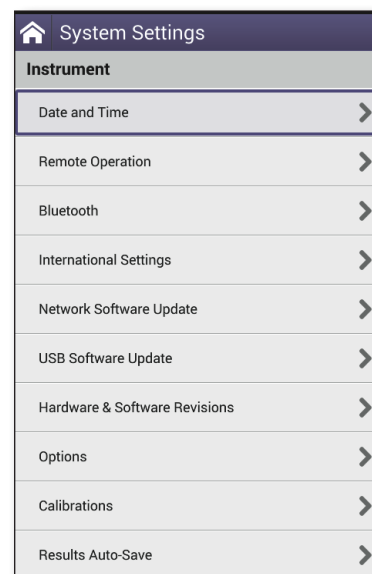 System Settings
Instrument
Date and Time
Remote Operation
Bluetooth
International Settings
Network Software Update
USB Software Update
Hardware & Software Revisions
Options
Calibrations
Results Auto-Save